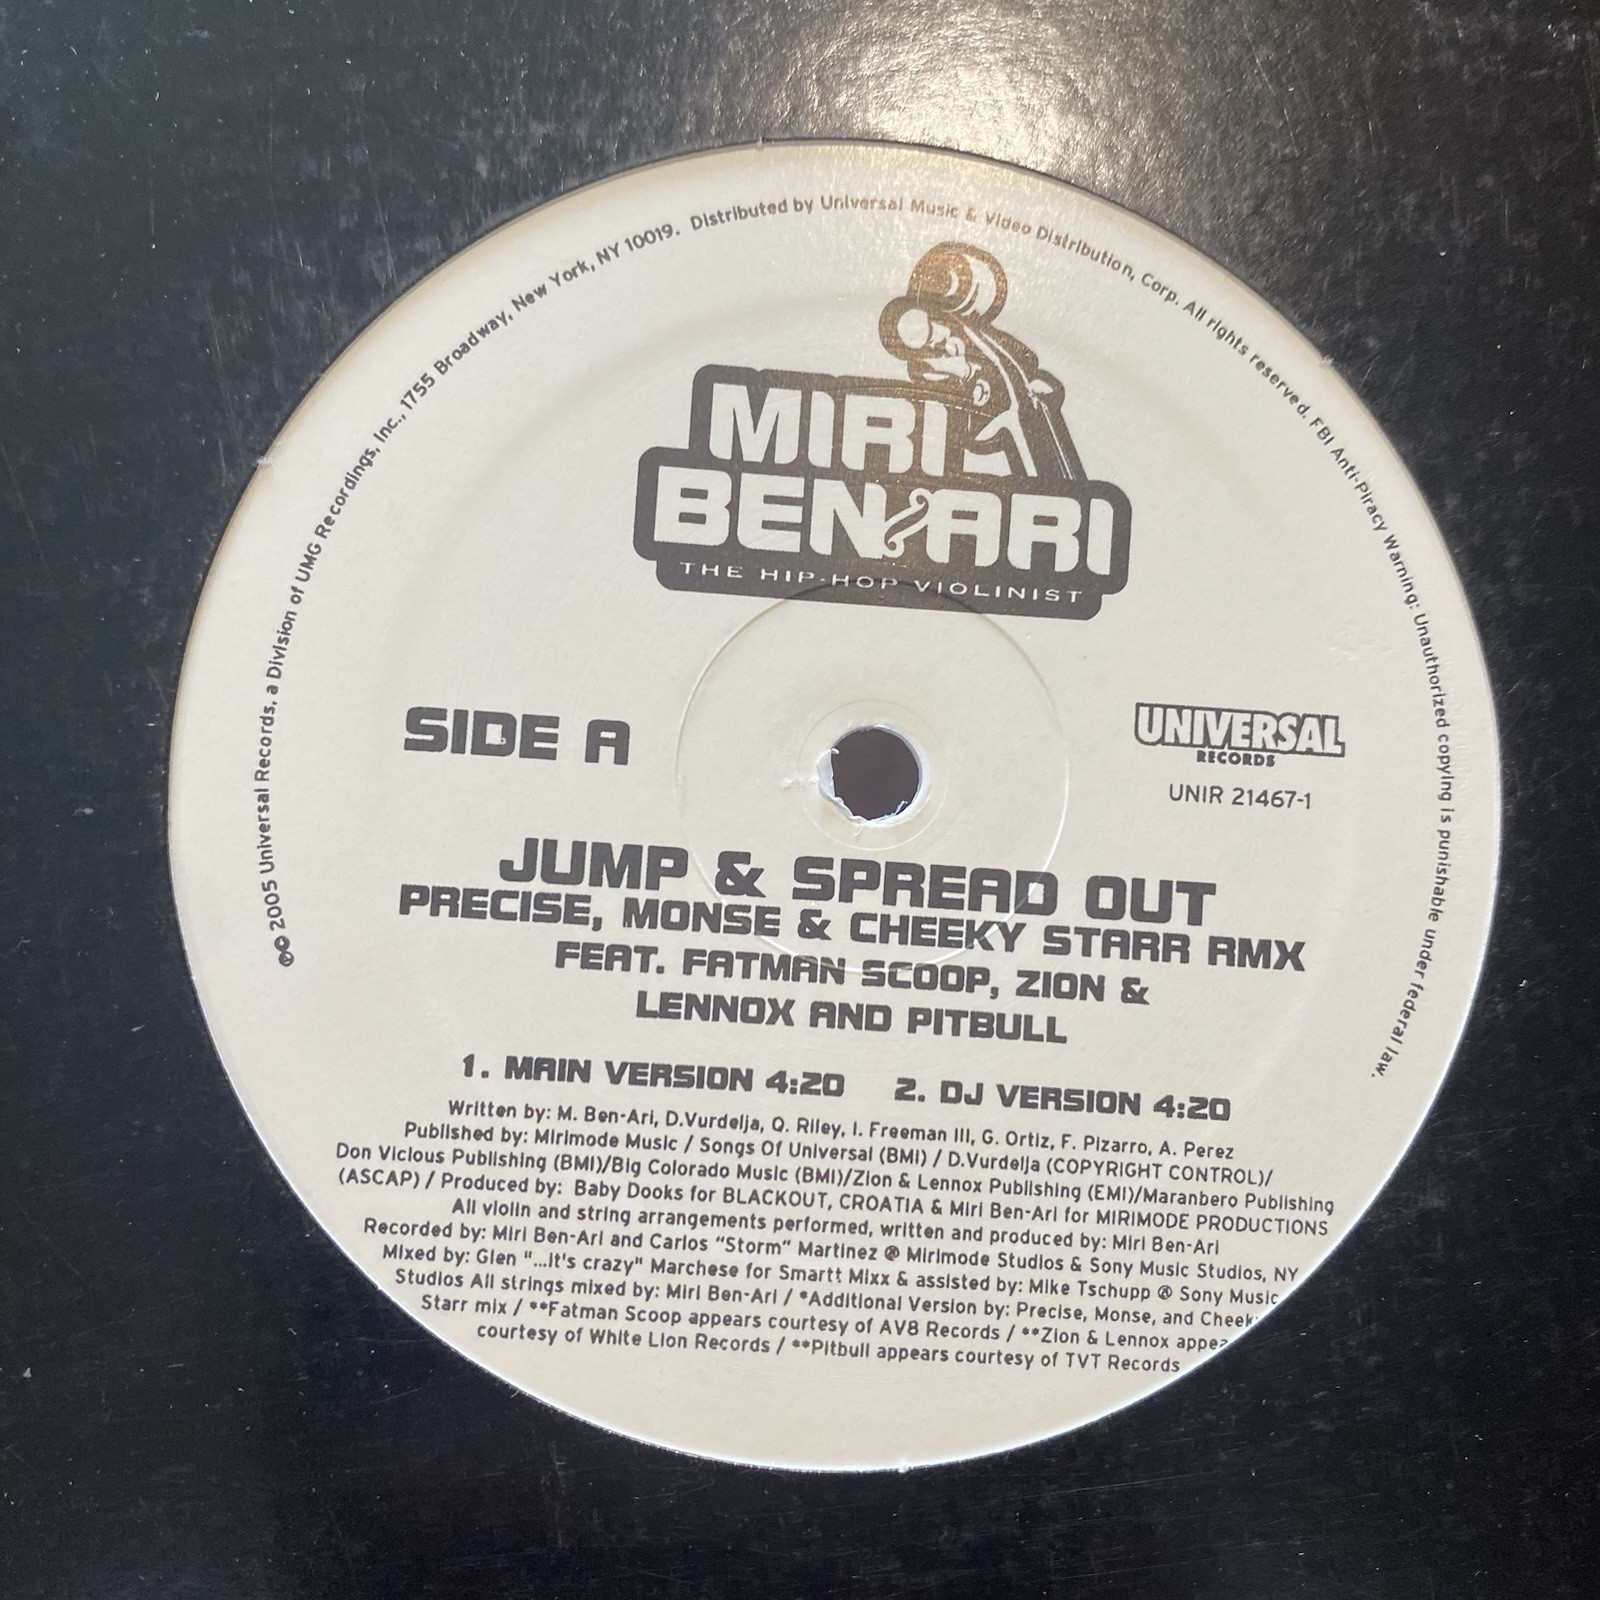 ℗© 2005 Universal Records, a Division of UMG Recordings, Inc., 1755 Broadway, New York, NY 10019. Distributed by Universal Music & Video Distribution, Corp. All rights reserved. FBI Anti-Piracy Warning: Unauthorized copying is punishable under federal law.
MIRI
BEN-ARI
THE HIP-HOP VIOLINIST
SIDE A
UNIVERSAL
RECORDS
UNIR 21467-1
JUMP & SPREAD OUT
PRECISE, MONSE & CHEEKY STARR RMX
FEAT. FATMAN SCOOP, ZION &
LENNOX AND PITBULL
1. MAIN VERSION 4:20 2. DJ VERSION 4:20
Written by: M. Ben-Ari, D.Vurdelja, Q. Riley, I. Freeman III, G. Ortiz, F. Pizarro, A. Perez
Published by: Mirimode Music / Songs Of Universal (BMI) / D.Vurdelja (COPYRIGHT CONTROL)/
Don Vicious Publishing (BMI)/Big Colorado Music (BMI)/Zion & Lennox Publishing (EMI)/Maranbero Publishing
(ASCAP) / Produced by: Baby Dooks for BLACKOUT, CROATIA & Miri Ben-Ari for MIRIMODE PRODUCTIONS
All violin and string arrangements performed, written and produced by: Miri Ben-Ari
Recorded by: Miri Ben-Ari and Carlos "Storm" Martinez @ Mirimode Studios & Sony Music Studios, NY
Mixed by: Glen "...it's crazy" Marchese for Smartt Mixx & assisted by: Mike Tschupp @ Sony Music
Studios All strings mixed by: Miri Ben-Ari / *Additional Version by: Precise, Monse, and Cheek
Starr mix / **Fatman Scoop appears courtesy of AV8 Records / **Zion & Lennox appea
courtesy of White Lion Records / **Pitbull appears courtesy of TVT Records